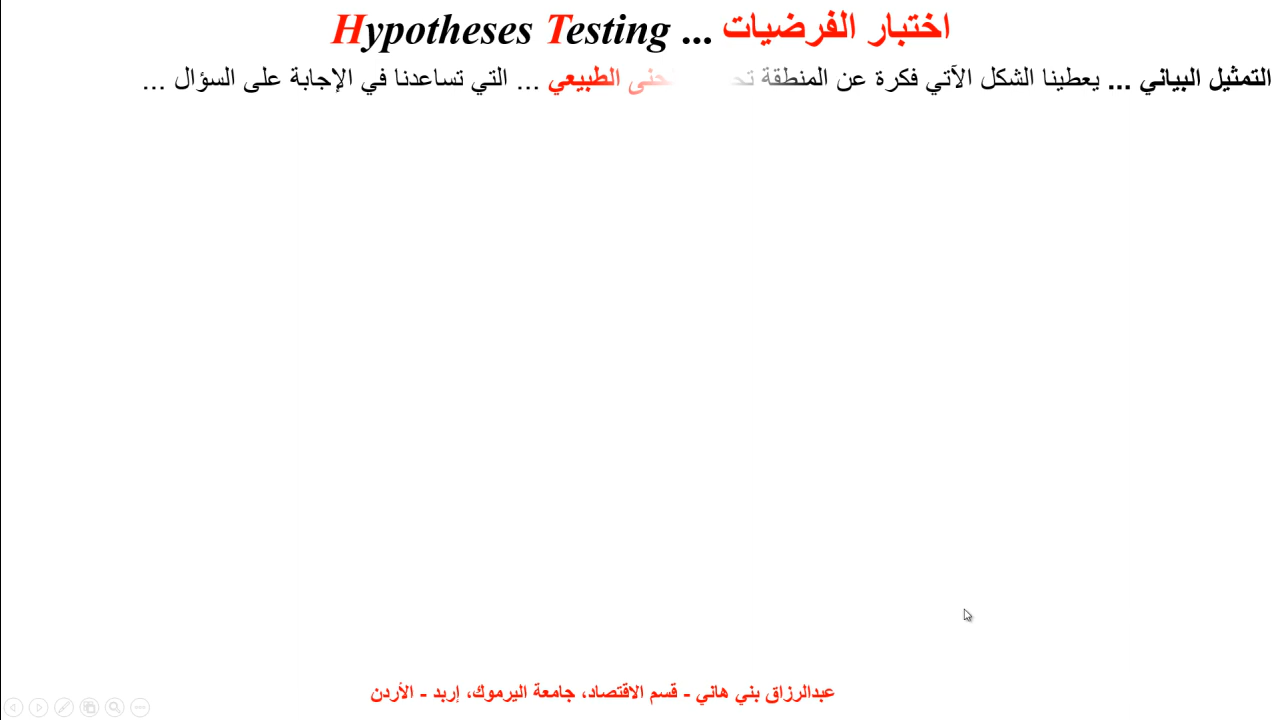 اختبار الفرضيات ... Hypotheses Testing
التمثيل البياني ... يعطينا الشكل الآتي فكرة عن المنطقة الطبيعي ... التي تساعدنا في الإجابة على السؤال ...
عبدالرزاق بني هاني - قسم الاقتصاد، جامعة اليرموك، إربد - الأردن